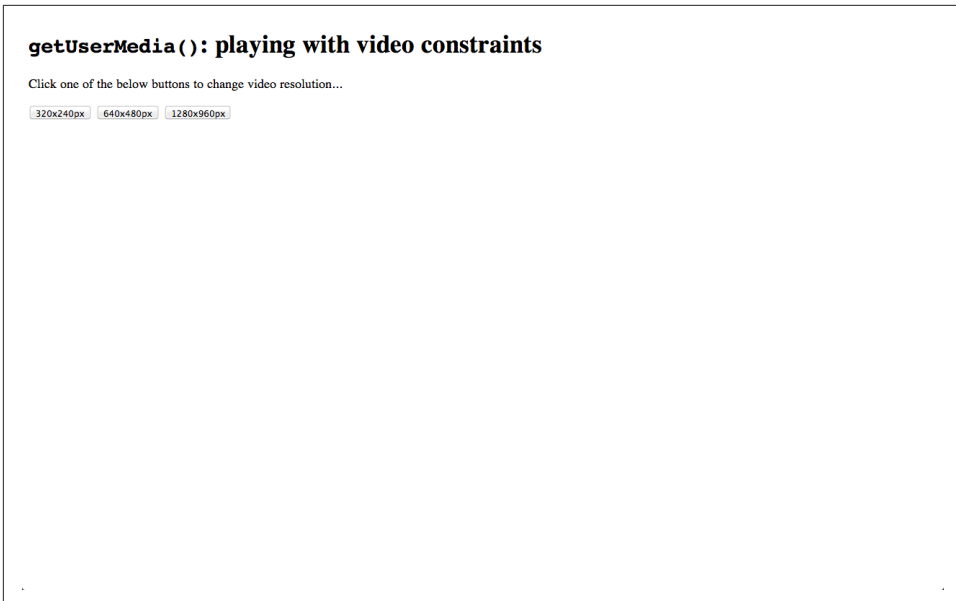 getUserMedia(): playing with video constraints
Click one of the below buttons to change video resolution...
320x240px 640x480px 1280x960px